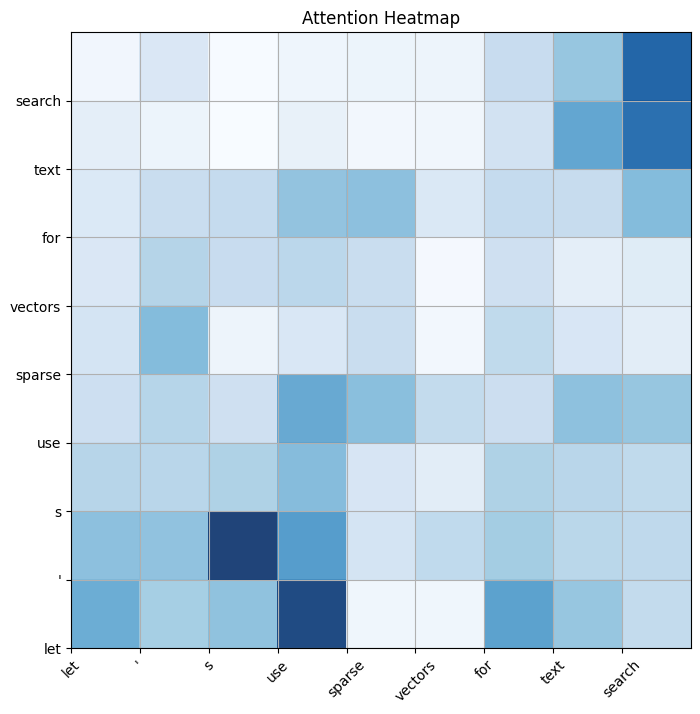 Attention Heatmap
search
text
for
vectors
sparse
use
s
'
let
let
'
s
use
sparse
vectors
for
text
search